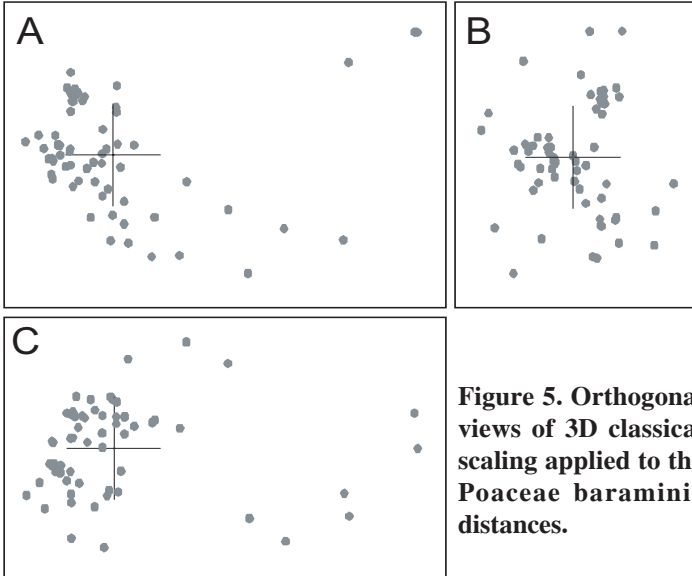 A
B
C
Figure 5. Orthogona
views of 3D classica
scaling applied to th
Poaceae baramini
distances.